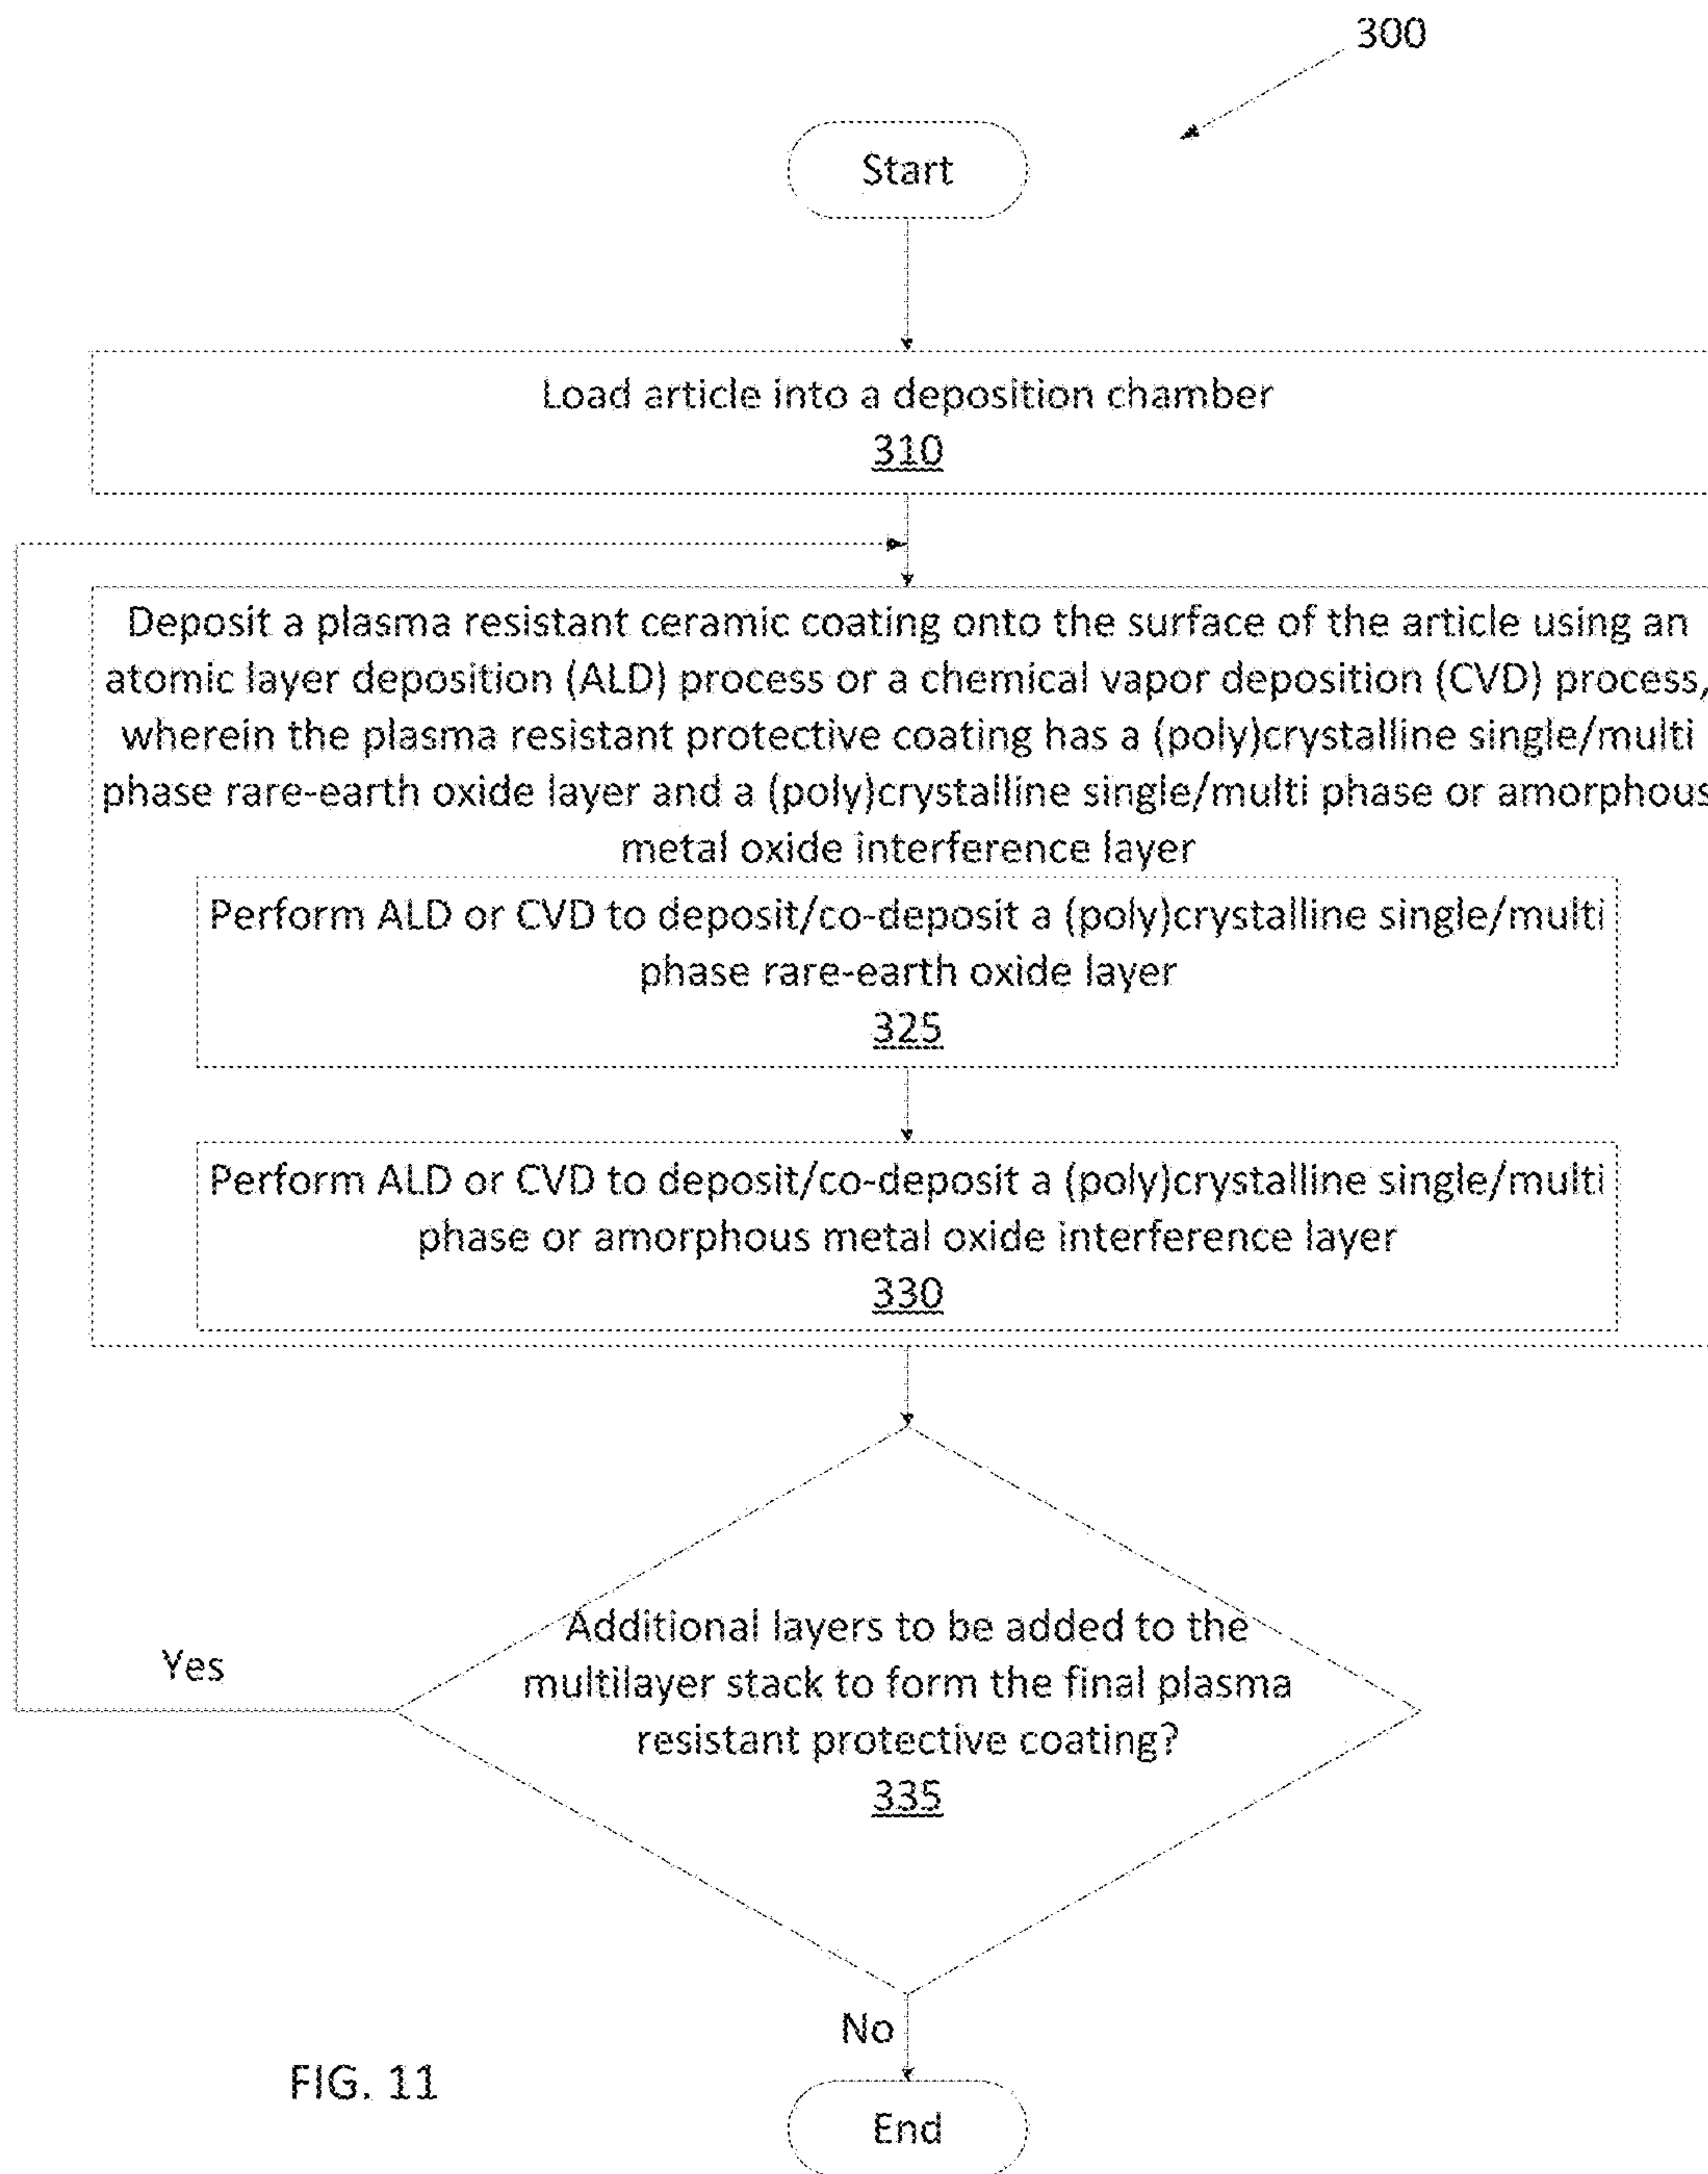 300
Start
Load article into a deposition chamber
310
Deposit a plasma resistant ceramic coating onto the surface of the article using an
atomic layer deposition (ALD) process or a chemical vapor deposition (CVD) process,
wherein the plasma resistant protective coating has a (poly)crystalline single/multi
phase rare-earth oxide layer and a (poly)crystalline single/multi phase or amorphous
metal oxide interference layer
Perform ALD or CVD to deposit/co-deposit a (poly)crystalline single/multi
phase rare-earth oxide layer
325
Perform ALD or CVD to deposit/co-deposit a (poly)crystalline single/multi
phase or amorphous metal oxide interference layer
330
Additional layers to be added to the
multilayer stack to form the final plasma
resistant protective coating?
335
Yes
No
End
FIG. 11